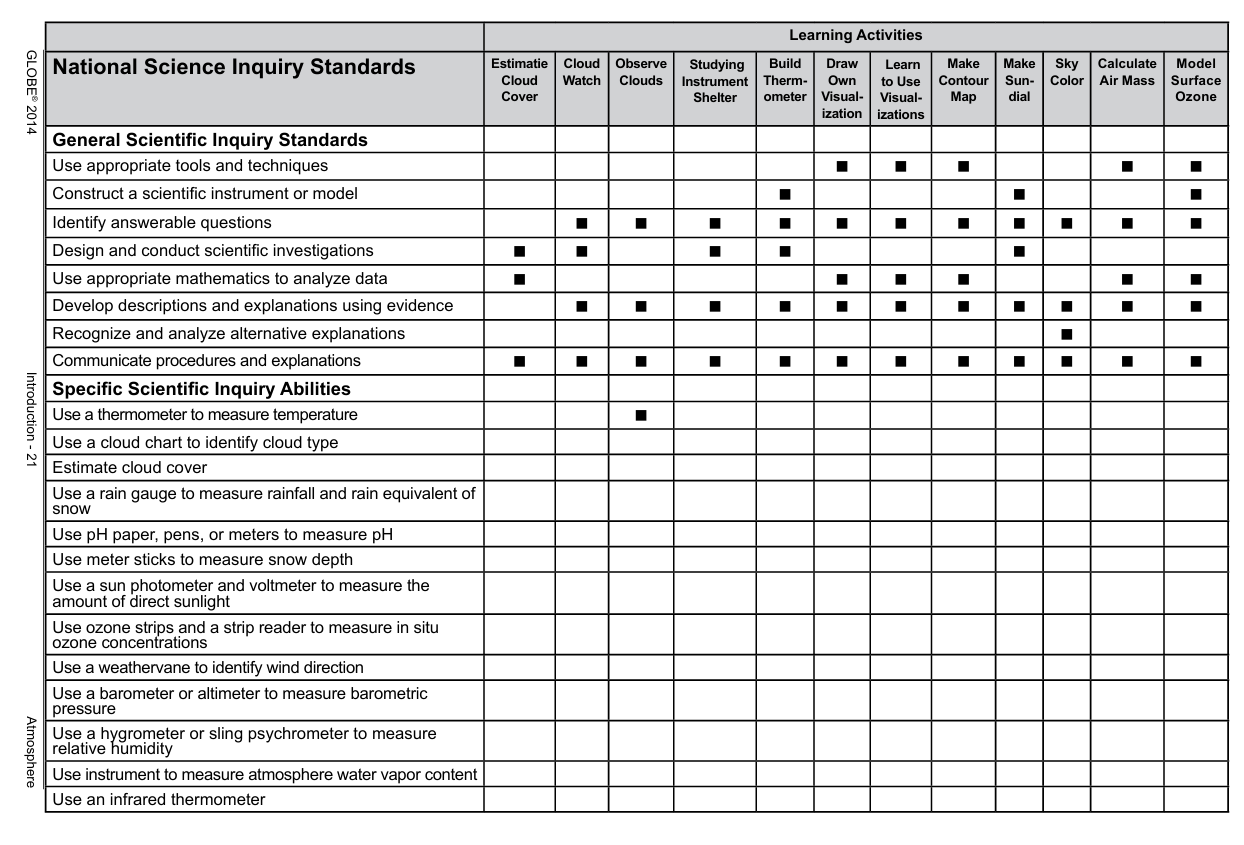 Learning Activities
National Science Inquiry Standards
Estimatie
Cloud
Cover
Cloud
Watch
Observe
Clouds
Studying
Instrument
Shelter
Build
Therm-
ometer
Draw
Own
Visual-
ization
Learn
to Use
Visual-
izations
Make
Contour
Map
Make
Sun-
dial
Sky
Color
Calculate
Air Mass
Model
Surface
Ozone
General Scientific Inquiry Standards
Use appropriate tools and techniques ■ ■ ■ ■ ■
Construct a scientific instrument or model ■ ■ ■
Identify answerable questions ■ ■ ■ ■ ■ ■ ■ ■ ■ ■ ■
Design and conduct scientific investigations ■ ■ ■ ■ ■
Use appropriate mathematics to analyze data ■ ■ ■ ■ ■ ■
Develop descriptions and explanations using evidence ■ ■ ■ ■ ■ ■ ■ ■ ■ ■ ■
Recognize and analyze alternative explanations ■
Communicate procedures and explanations ■ ■ ■ ■ ■ ■ ■ ■ ■ ■ ■ ■
Specific Scientific Inquiry Abilities
Use a thermometer to measure temperature ■
Use a cloud chart to identify cloud type
Estimate cloud cover
Use a rain gauge to measure rainfall and rain equivalent of
snow
Use pH paper, pens, or meters to measure pH
Use meter sticks to measure snow depth
Use a sun photometer and voltmeter to measure the
amount of direct sunlight
Use ozone strips and a strip reader to measure in situ
ozone concentrations
Use a weathervane to identify wind direction
Use a barometer or altimeter to measure barometric
pressure
Use a hygrometer or sling psychrometer to measure
relative humidity
Use instrument to measure atmosphere water vapor content
Use an infrared thermometer
GLOBE® 2014
Introduction - 21
Atmosphere